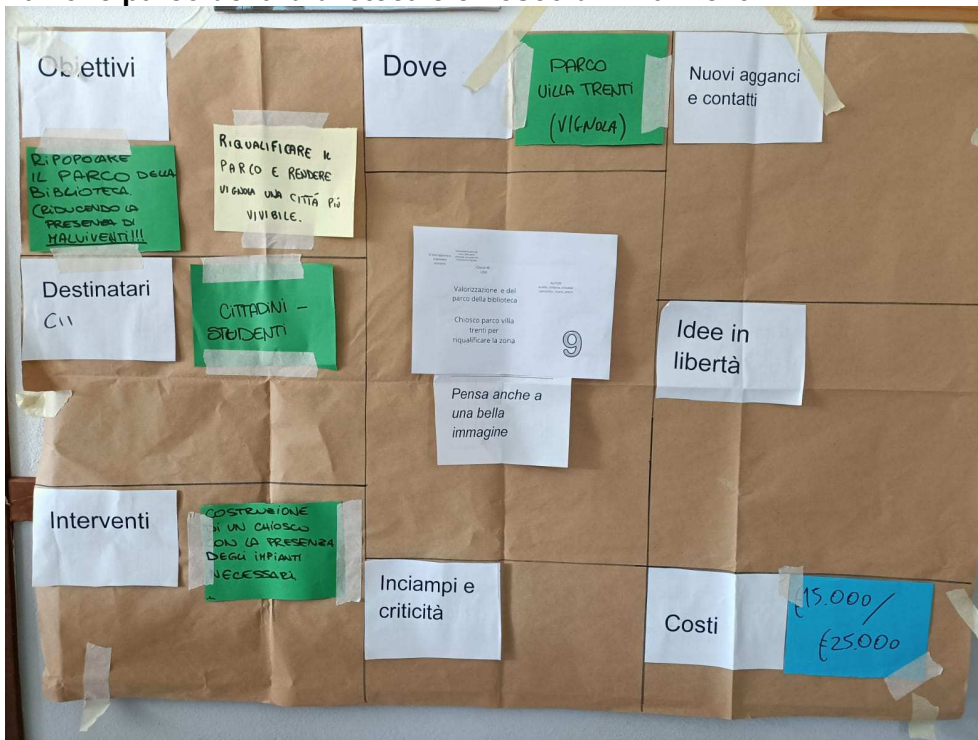 Obiettivi
RIPOPOLARE
IL PARCO DELLA
BIBLIOTECA.
(RIDUCENDO LA
PRESENZA DI
MALVIVENTI!!!
RIQUALIFICARE IL
PARCO E RENDERE
VIGNOLA UNA CITTÁ PIÚ
VIVIBILE.
Dove
PARCO
VILLA TRENTI
(VIGNOLA)
Nuovi agganci
e contatti
Destinatari
CITTADINI -
STUDENTI
Valorizzazione e del
parco della biblioteca
Chiosco parco villa
trenti per
riqualificare la zona
9
Pensa anche a
una bella
immagine
Idee in
libertà
Interventi
COSTRUZIONE
DI UN CHIOSCO
CON LA PRESENZA
DEGLI IMPIANTI
NECESSARI
Inciampi e
criticità
Costi
€15.000/
€25.000